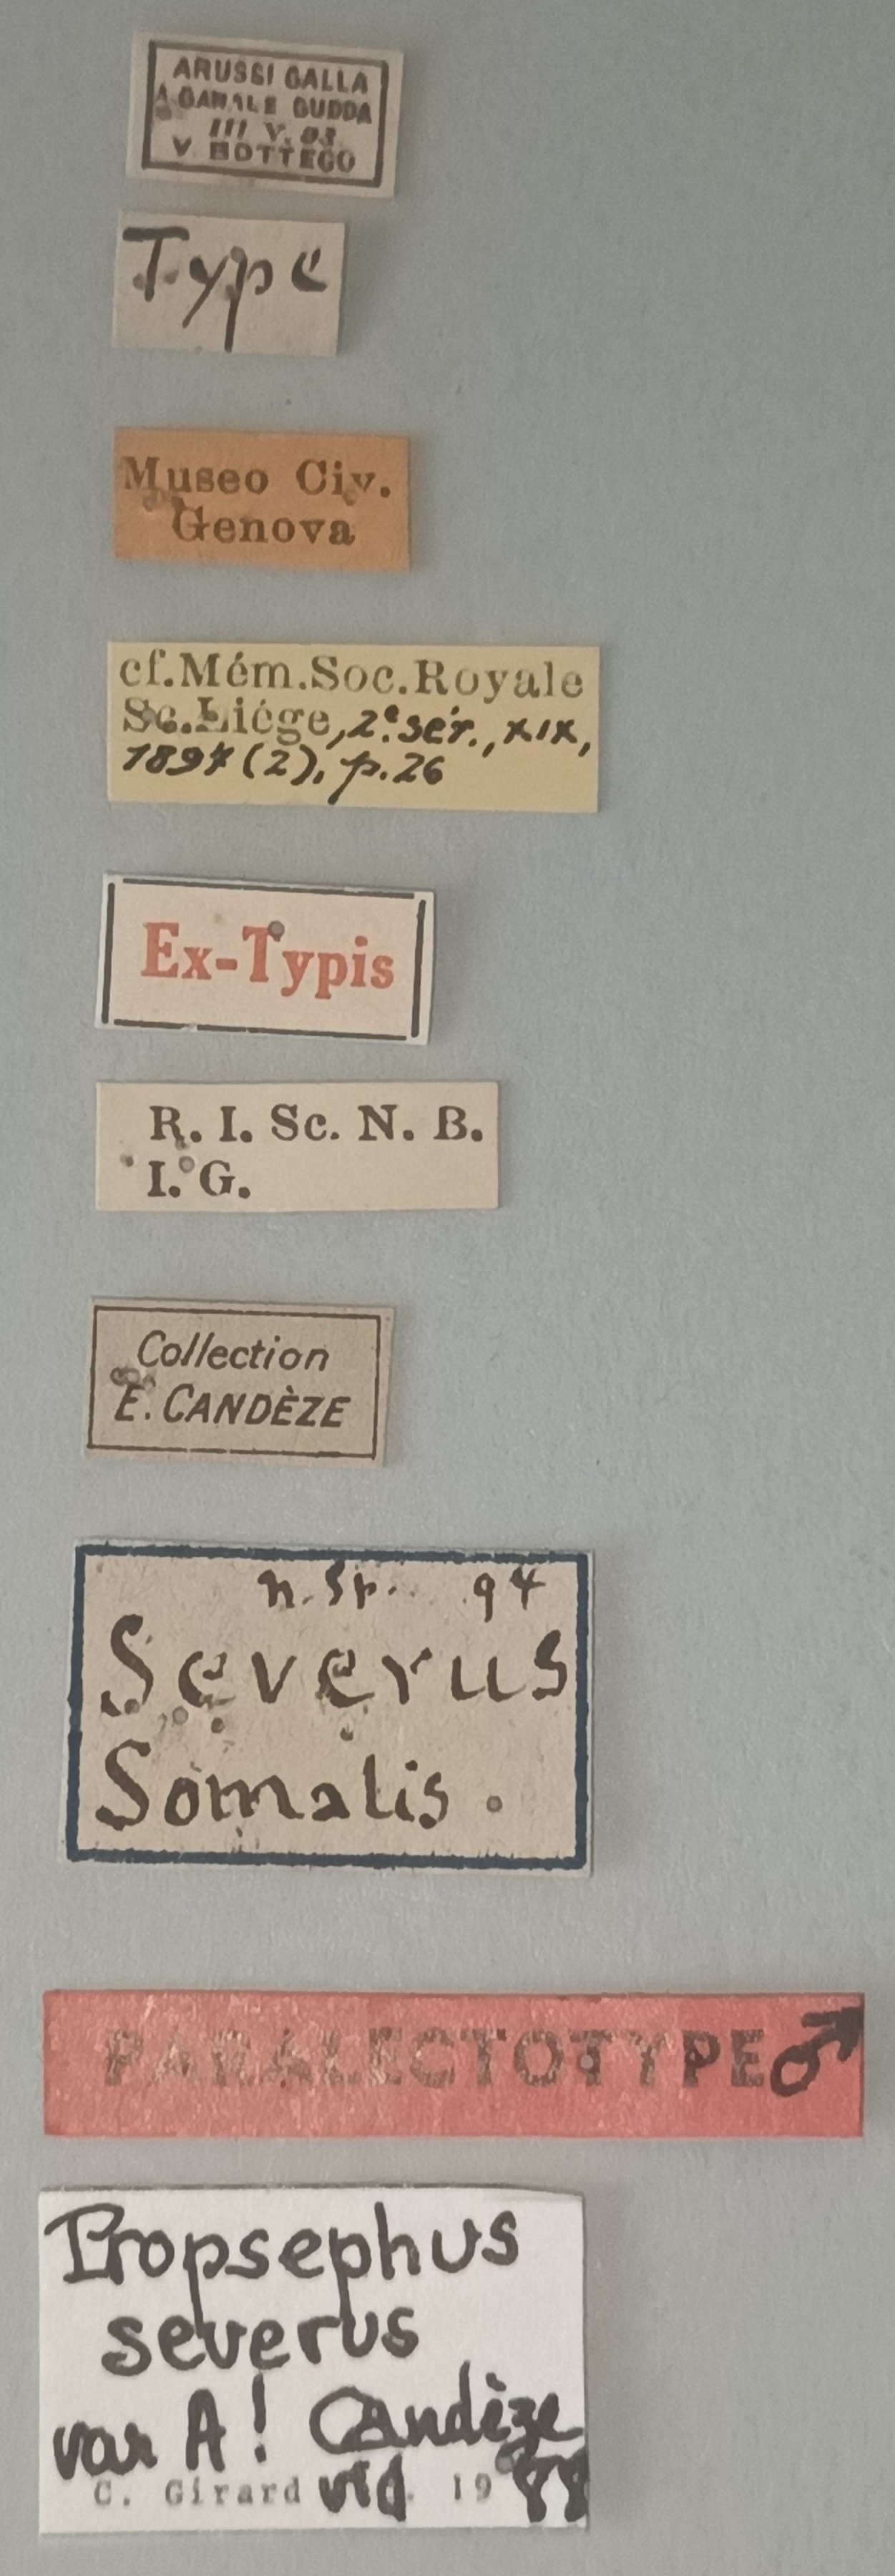 ARUSSI GALLA
GANALE GUDDA
III V. 93.
V. BOTTEGO
Type
Museo Civ.
Genova
cf.Mém.Soc.Royale
Sc.Liége, 2e. sér., XIX,
1897 (2), p.26
Ex-Typis
R. I. Sc. N. B.
I. G.
Collection
E. CANDÈZE
n. Sp. 94
Severus
Somalis.
PARALECTOTYPE ♂
Propsephus
severus
var A! Candèze
C. Girard vid. 1988